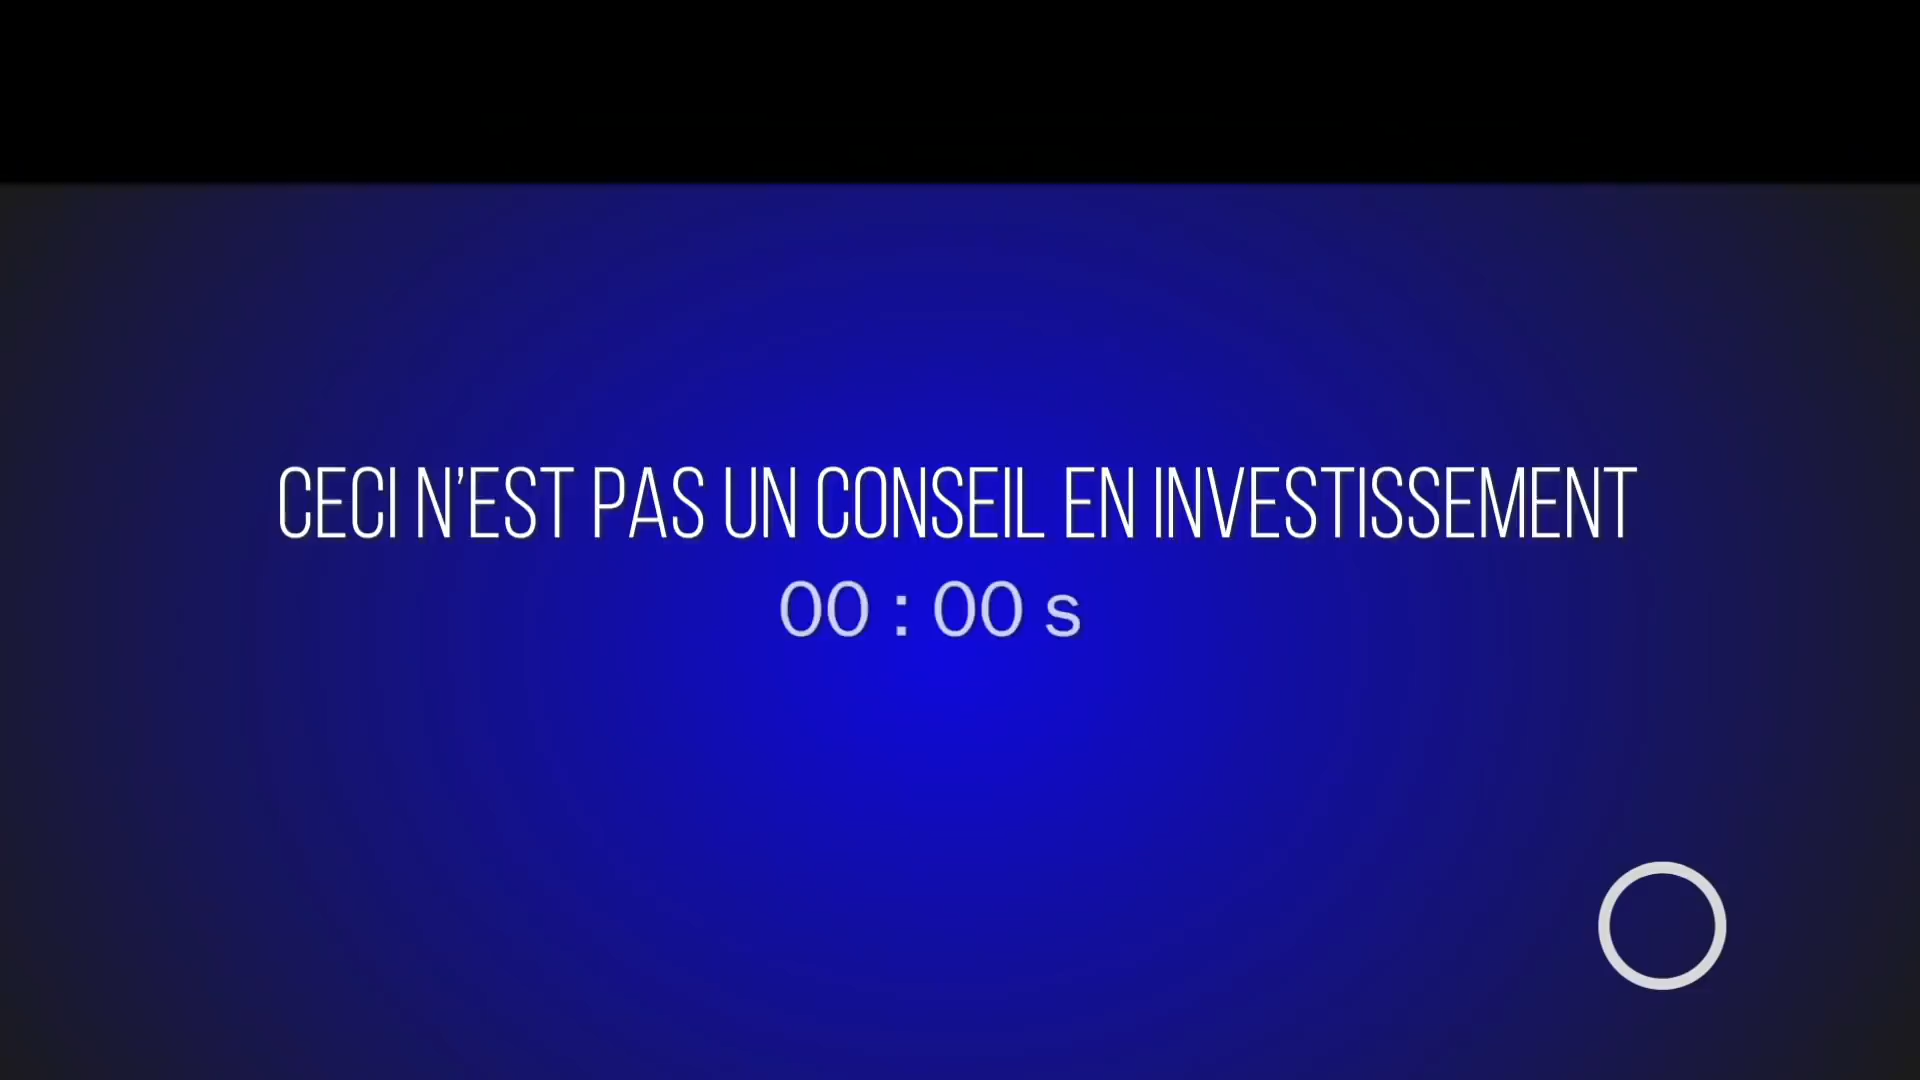 CECI N’EST PAS UN CONSEIL EN INVESTISSEMENT
00 : 00 s